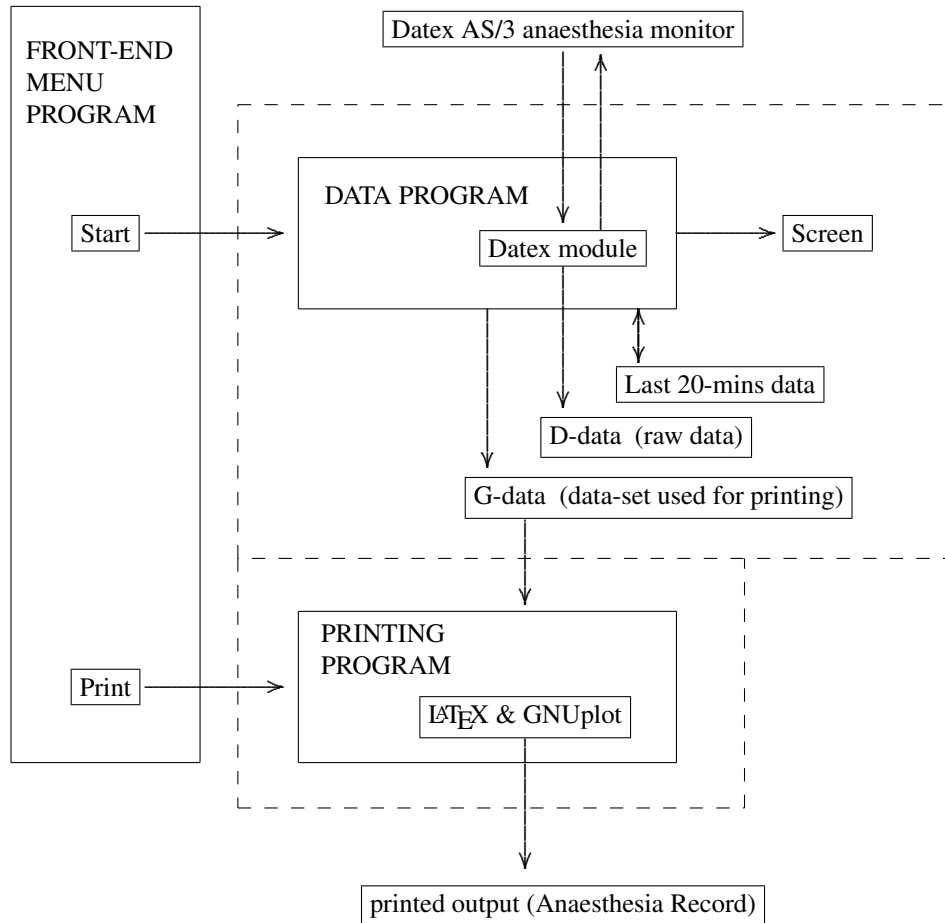 Datex AS/3 anaesthesia monitor
FRONT-END
MENU
PROGRAM
DATA PROGRAM
Start
Datex module
Screen
Last 20-mins data
D-data (raw data)
G-data (data-set used for printing)
PRINTING
PROGRAM
Print
LATEX & GNUplot
printed output (Anaesthesia Record)